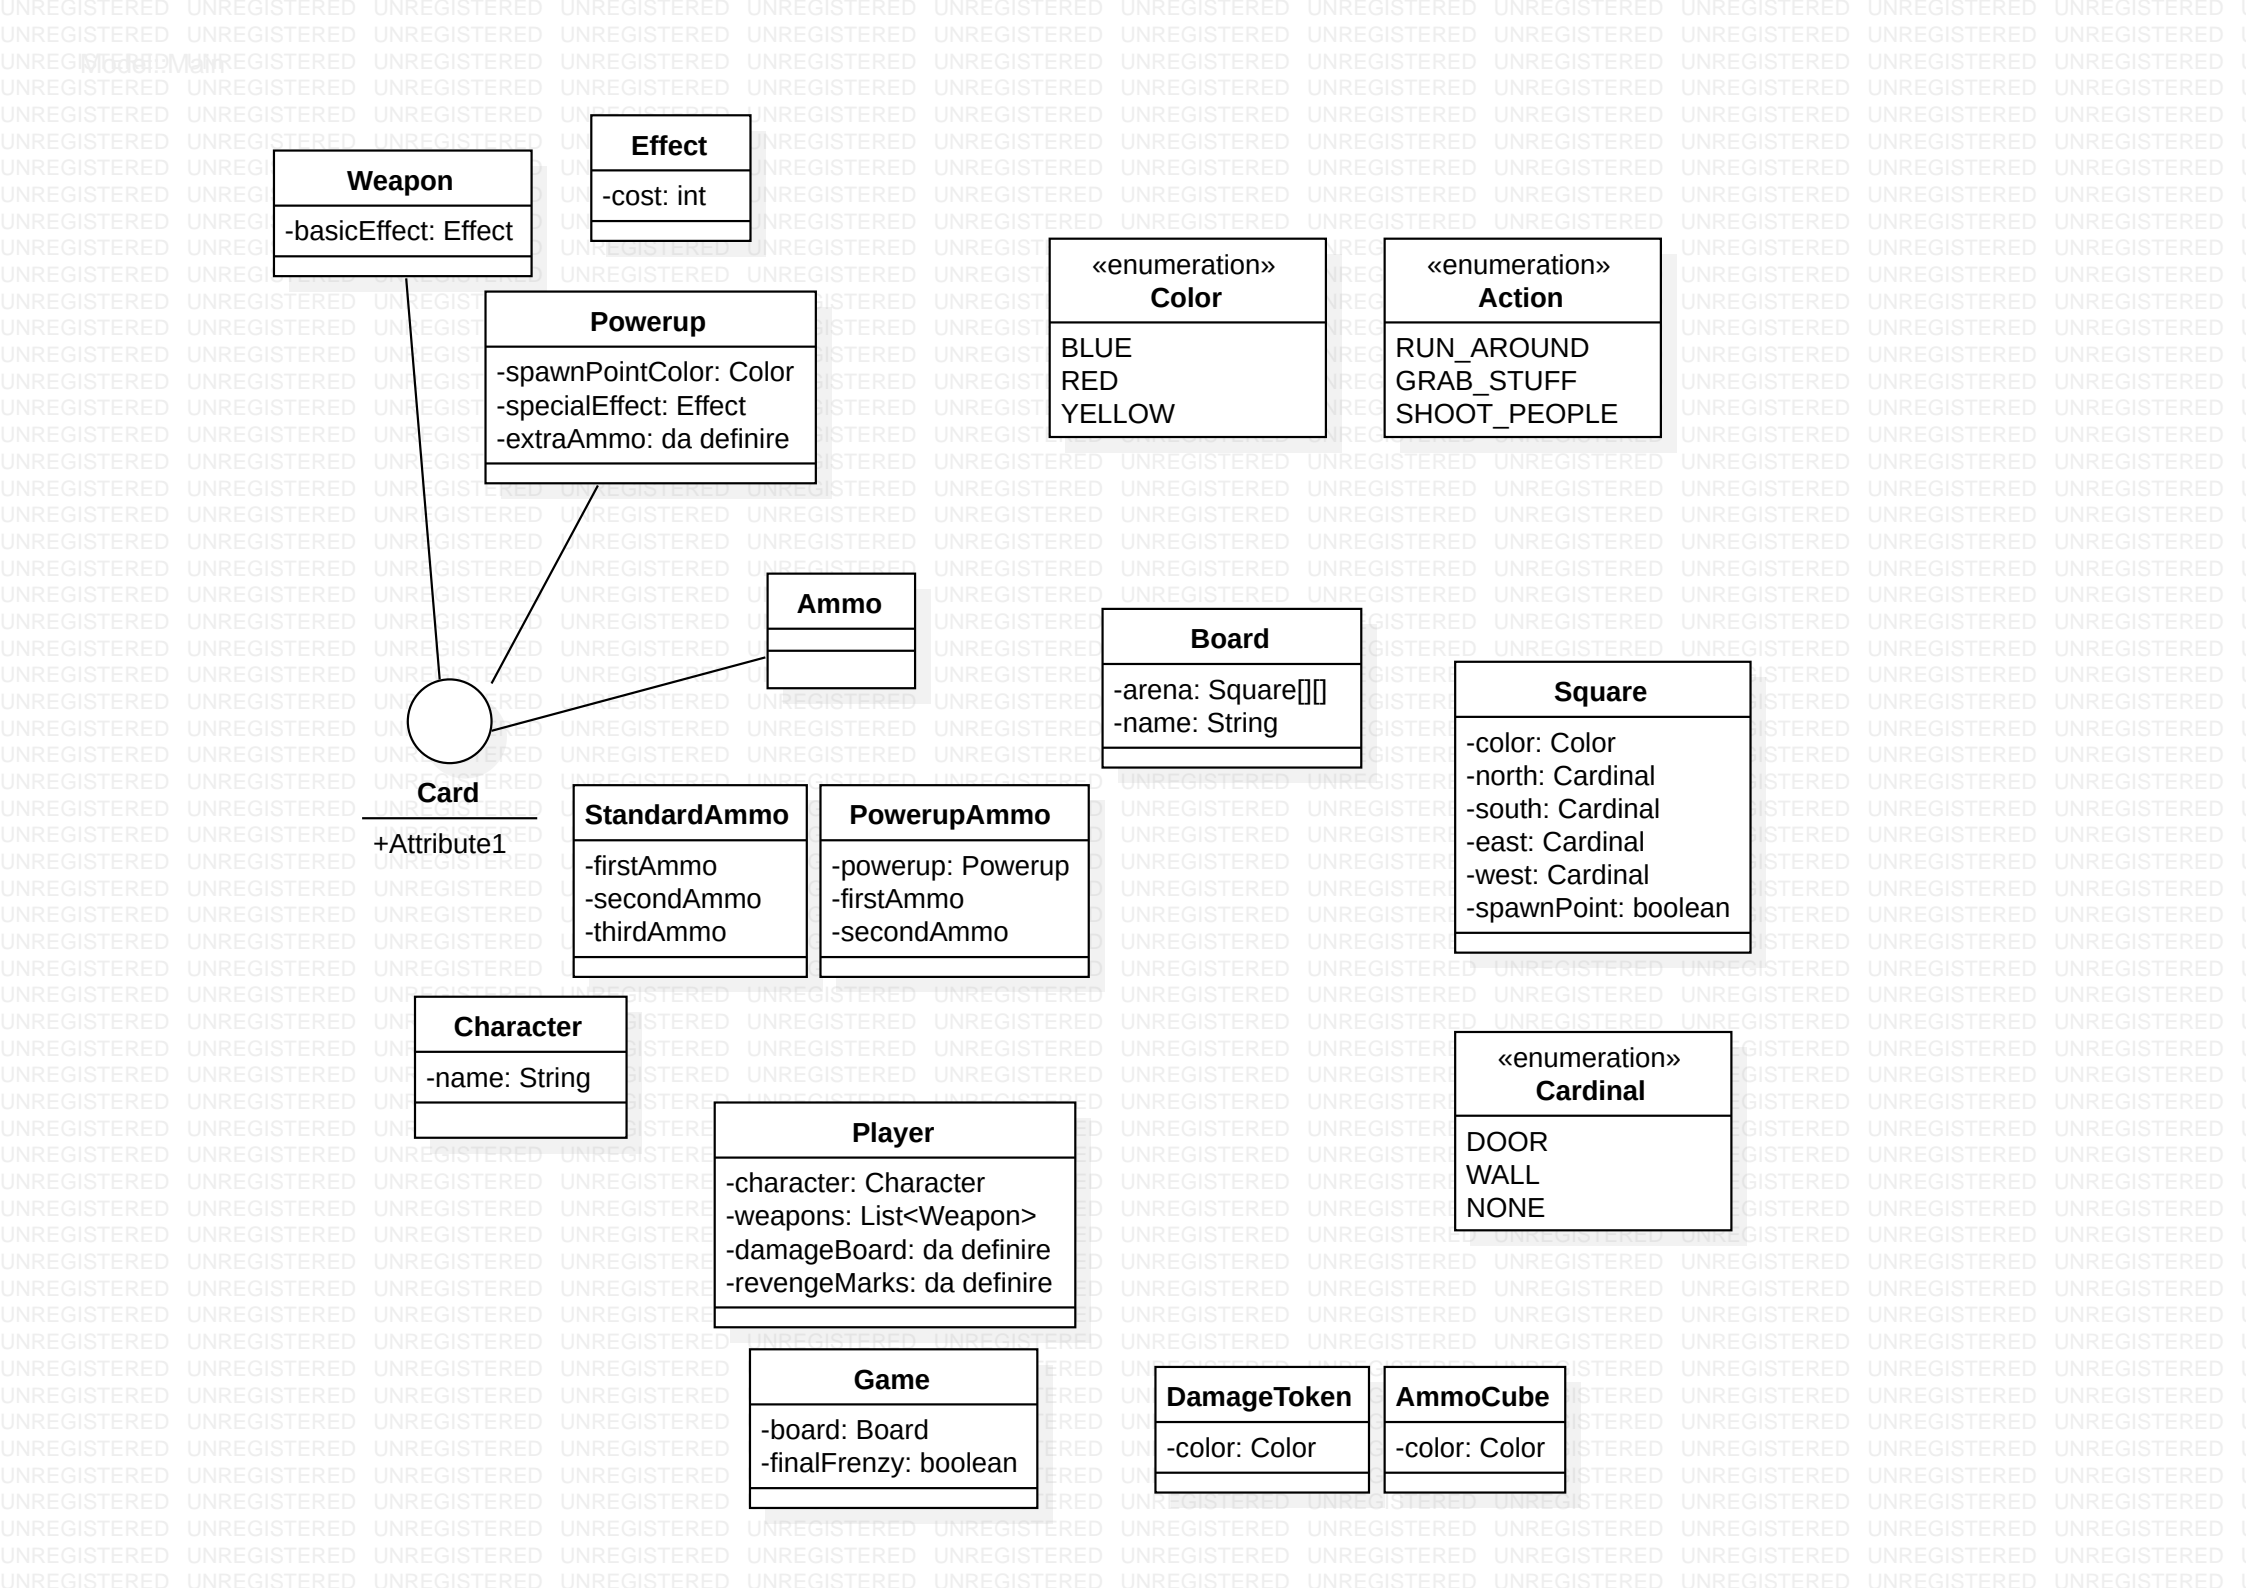 Model::Main
Effect
-cost: int
Weapon
-basicEffect: Effect
Powerup
-spawnPointColor: Color
-specialEffect: Effect
-extraAmmo: da definire
«enumeration»
Color
BLUE
RED
YELLOW
«enumeration»
Action
RUN_AROUND
GRAB_STUFF
SHOOT_PEOPLE
Ammo
Board
-arena: Square[][]
-name: String
Square
-color: Color
-north: Cardinal
-south: Cardinal
-east: Cardinal
-west: Cardinal
-spawnPoint: boolean
Card
+Attribute1
StandardAmmo
-firstAmmo
-secondAmmo
-thirdAmmo
PowerupAmmo
-powerup: Powerup
-firstAmmo
-secondAmmo
Character
-name: String
«enumeration»
Cardinal
DOOR
WALL
NONE
Player
-character: Character
-weapons: List<Weapon>
-damageBoard: da definire
-revengeMarks: da definire
Game
-board: Board
-finalFrenzy: boolean
DamageToken
-color: Color
AmmoCube
-color: Color
UNREGISTERED